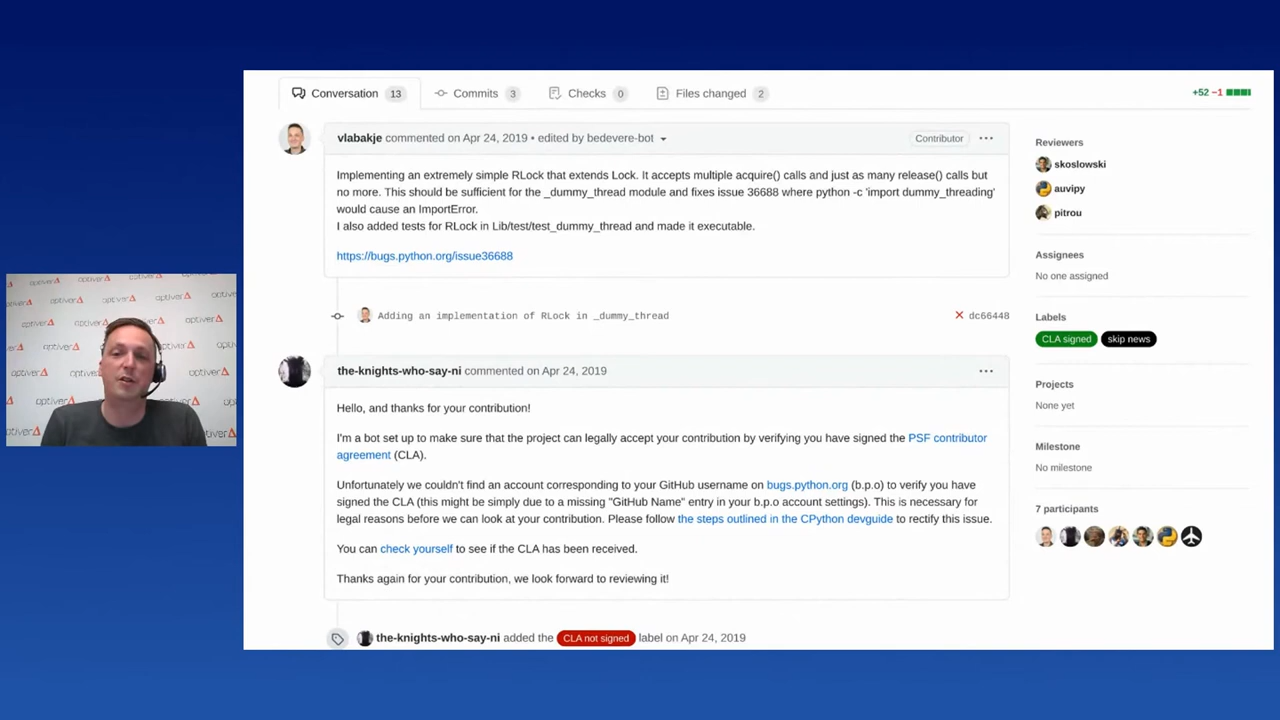 Conversation 13 Commits 3 Checks 0 Files changed 2 +52 −1
vlabakje commented on Apr 24, 2019 • edited by bedevere-bot Contributor
Implementing an extremely simple RLock that extends Lock. It accepts multiple acquire() calls and just as many release() calls but
no more. This should be sufficient for the _dummy_thread module and fixes issue 36688 where python -c 'import dummy_threading'
would cause an ImportError.
I also added tests for RLock in Lib/test/test_dummy_thread and made it executable.
https://bugs.python.org/issue36688
Adding an implementation of RLock in _dummy_thread dc66448
the-knights-who-say-ni commented on Apr 24, 2019
Hello, and thanks for your contribution!
I'm a bot set up to make sure that the project can legally accept your contribution by verifying you have signed the PSF contributor
agreement (CLA).
Unfortunately we couldn't find an account corresponding to your GitHub username on bugs.python.org (b.p.o) to verify you have
signed the CLA (this might be simply due to a missing "GitHub Name" entry in your b.p.o account settings). This is necessary for
legal reasons before we can look at your contribution. Please follow the steps outlined in the CPython devguide to rectify this issue.
You can check yourself to see if the CLA has been received.
Thanks again for your contribution, we look forward to reviewing it!
the-knights-who-say-ni added the CLA not signed label on Apr 24, 2019
Reviewers
skoslowski
auvipy
pitrou
Assignees
No one assigned
Labels
CLA signed skip news
Projects
None yet
Milestone
No milestone
7 participants
optiver